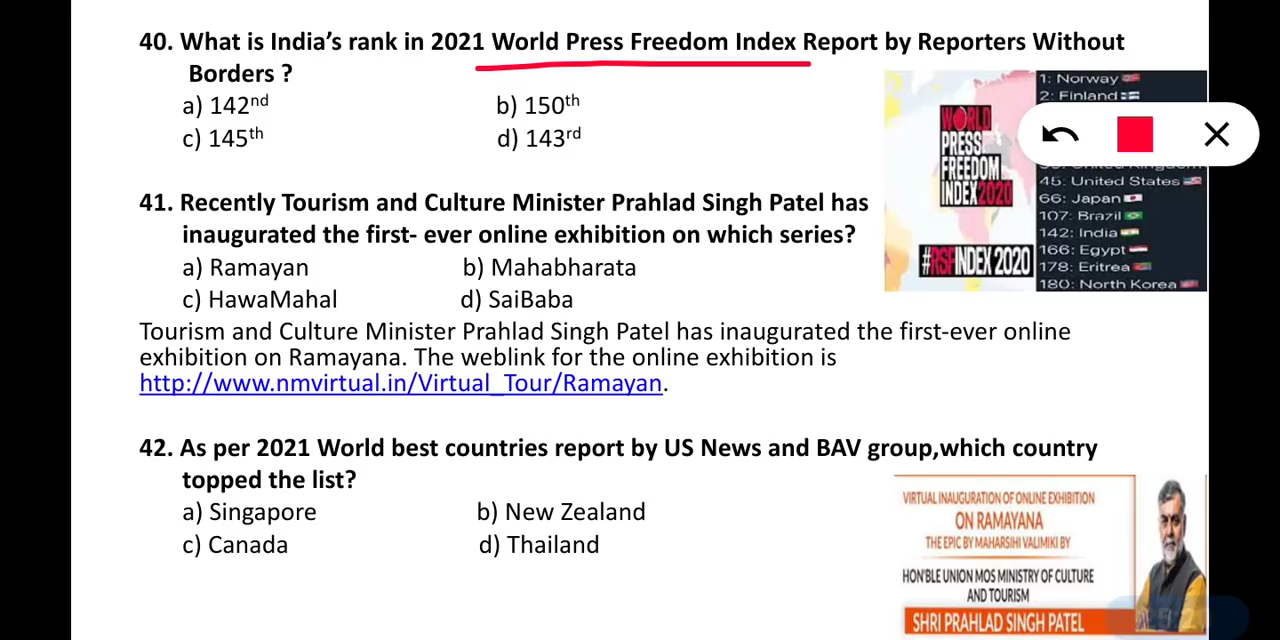 40. What is India's rank in 2021 World Press Freedom Index Report by Reporters Without
Borders ?
a) 142nd b) 150th
c) 145th d) 143rd
1: Norway
2: Finland
WORLD
PRESS
FREEDOM
INDEX2020
45: United States
66: Japan
107: Brazil
142: India
166: Egypt
178: Eritrea
180: North Korea
#RSFINDEX 2020
41. Recently Tourism and Culture Minister Prahlad Singh Patel has
inaugurated the first- ever online exhibition on which series?
a) Ramayan b) Mahabharata
c) HawaMahal d) SaiBaba
Tourism and Culture Minister Prahlad Singh Patel has inaugurated the first-ever online
exhibition on Ramayana. The weblink for the online exhibition is
http://www.nmvirtual.in/Virtual_Tour/Ramayan.
42. As per 2021 World best countries report by US News and BAV group,which country
topped the list?
a) Singapore b) New Zealand
c) Canada d) Thailand
VIRTUAL INAUGURATION OF ONLINE EXHIBITION
ON RAMAYANA
THE EPIC BY MAHARSIHI VALIMIKI BY
HON'BLE UNION MOS MINISTRY OF CULTURE
AND TOURISM
SHRI PRAHLAD SINGH PATEL